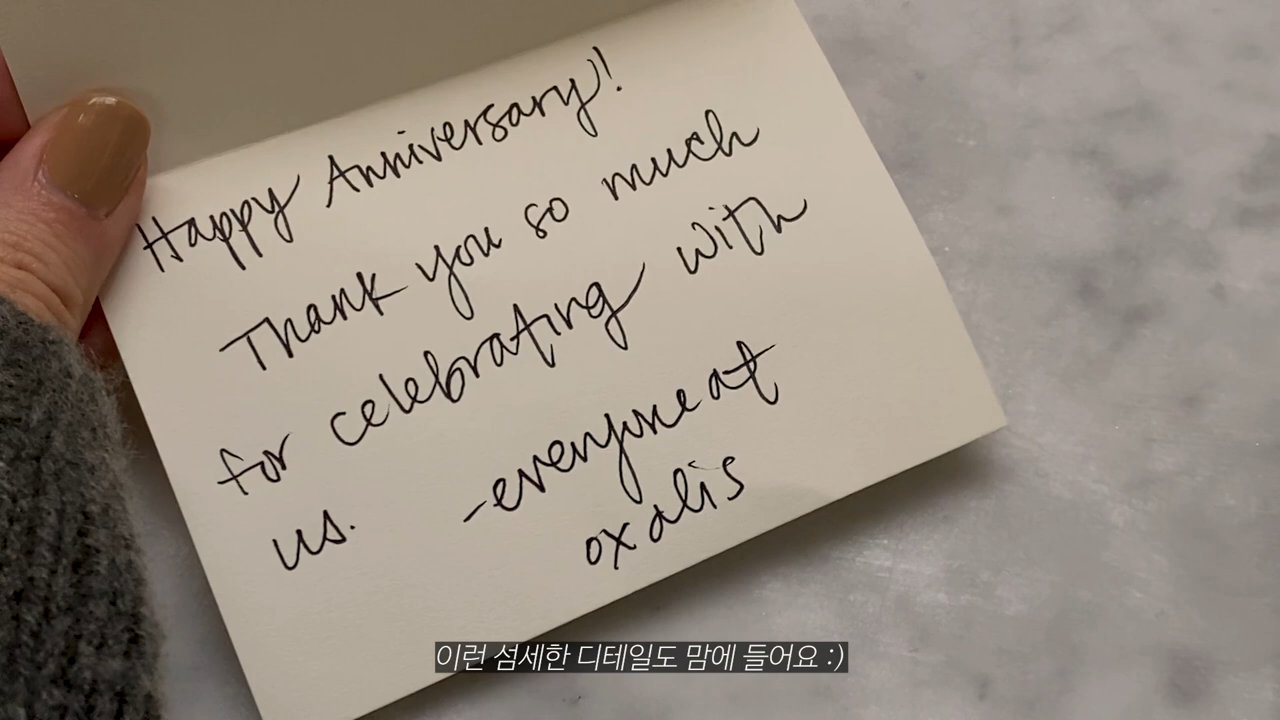 Happy Anniversary!
Thank you so much
for celebrating with
us. -everyone at
oxalis
이런 섬세한 디테일도 맘에 들어요 :)